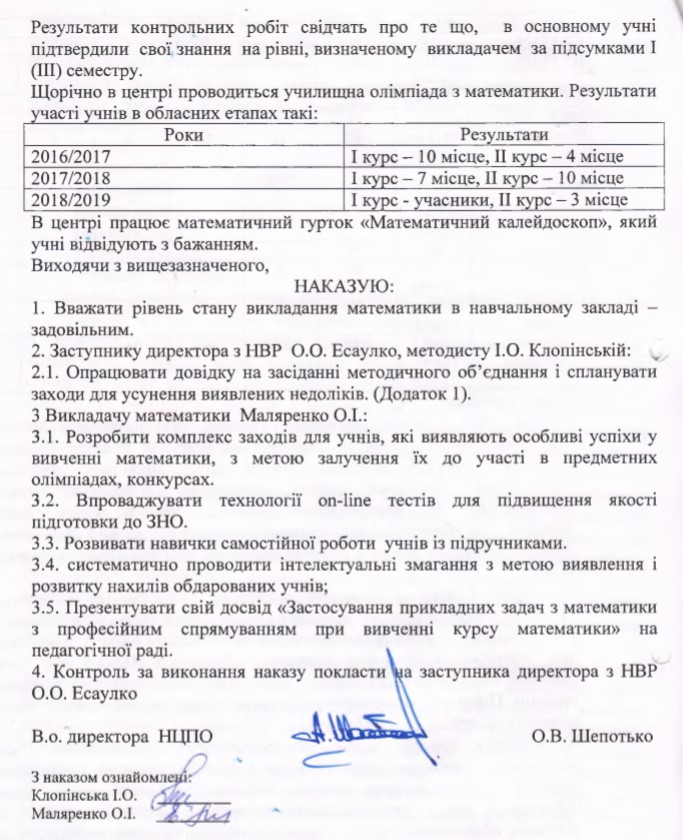 Результати контрольних робіт свідчать про те що, в основному учні
підтвердили свої знання на рівні, визначеному викладачем за підсумками І
(ІІІ) семестру.
Щорічно в центрі проводиться училищна олімпіада з математики. Результати
участі учнів в обласних етапах такі:
Роки Результати
2016/2017 І курс – 10 місце, ІІ курс – 4 місце
2017/2018 І курс – 7 місце, ІІ курс – 10 місце
2018/2019 І курс - учасники, ІІ курс – 3 місце
В центрі працює математичний гурток «Математичний калейдоскоп», який
учні відвідують з бажанням.
Виходячи з вищезазначеного,
НАКАЗУЮ:
1. Вважати рівень стану викладання математики в навчальному закладі –
задовільним.
2. Заступнику директора з НВР О.О. Есаулко, методисту І.О. Клопінській:
2.1. Опрацювати довідку на засіданні методичного об’єднання і спланувати
заходи для усунення виявлених недоліків. (Додаток 1).
3 Викладачу математики Маляренко О.І.:
3.1. Розробити комплекс заходів для учнів, які виявляють особливі успіхи у
вивченні математики, з метою залучення їх до участі в предметних
олімпіадах, конкурсах.
3.2. Впроваджувати технології on-line тестів для підвищення якості
підготовки до ЗНО.
3.3. Розвивати навички самостійної роботи учнів із підручниками.
3.4. систематично проводити інтелектуальні змагання з метою виявлення і
розвитку нахилів обдарованих учнів;
3.5. Презентувати свій досвід «Застосування прикладних задач з математики
з професійним спрямуванням при вивченні курсу математики» на
педагогічної раді.
4. Контроль за виконання наказу покласти на заступника директора з НВР
О.О. Есаулко
В.о. директора НЦПО О.В. Шепотько
З наказом ознайомлені:
Клопінська І.О.
Маляренко О.І.